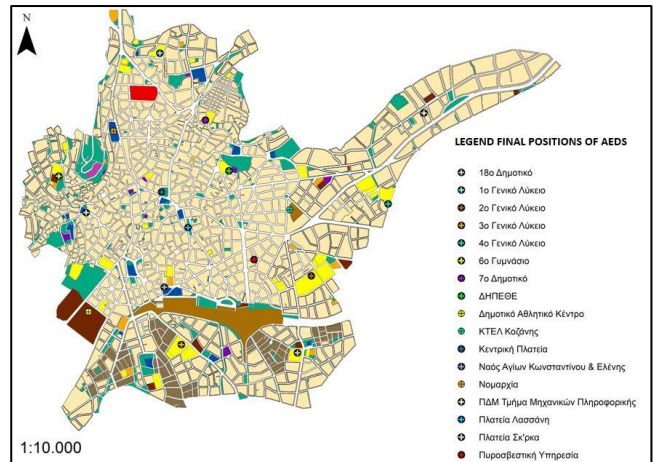 N
LEGEND FINAL POSITIONS OF AEDS
18ο Δημοτικό
1ο Γενικό Λύκειο
2ο Γενικό Λύκειο
3ο Γενικό Λύκειο
4ο Γενικό Λύκειο
6ο Γυμνάσιο
7ο Δημοτικό
ΔΗΠΕΘΕ
Δημοτικό Αθλητικό Κέντρο
ΚΤΕΛ Κοζάνης
Κεντρική Πλατεία
Ναός Αγίων Κωνσταντίνου & Ελένης
Νομαρχία
ΠΔΜ Τμήμα Μηχανικών Πληροφορικής
Πλατεία Λασσάνη
Πλατεία Σκ'ρκα
Πυροσβεστική Υπηρεσία
1:10.000